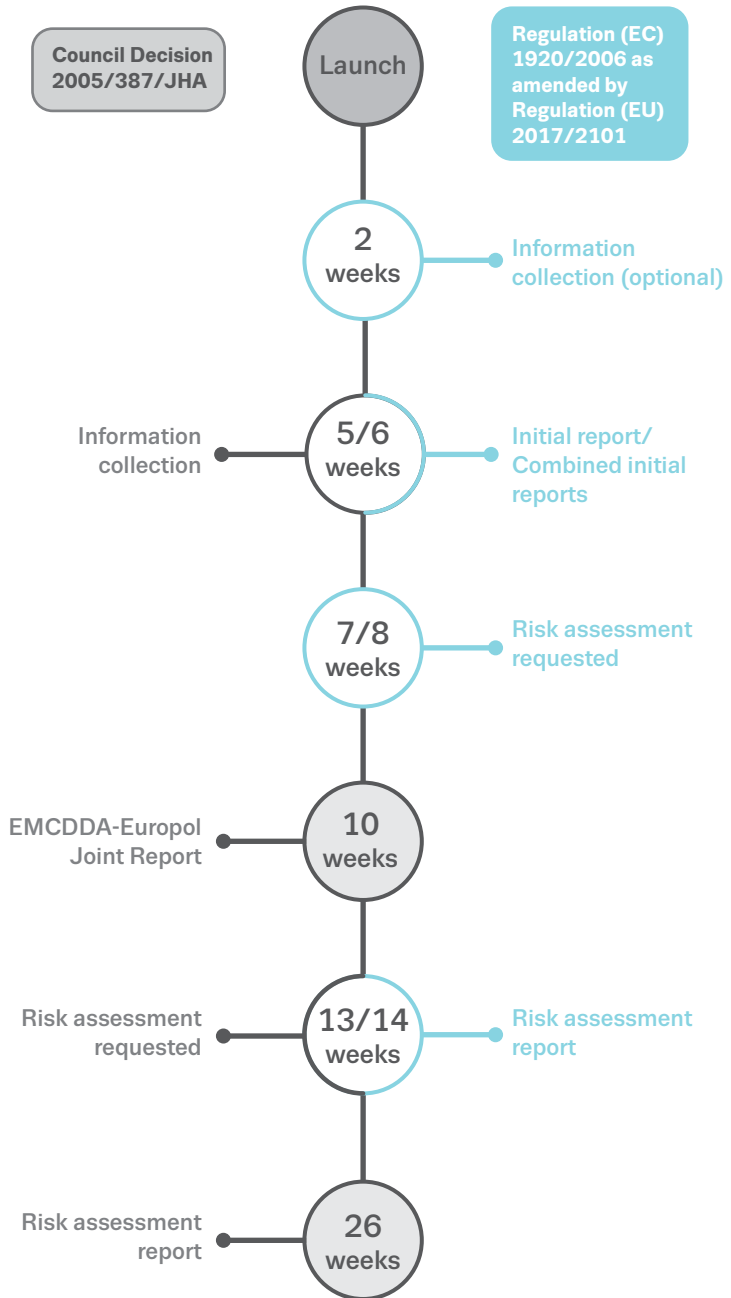 Council Decision
2005/387/JHA
Launch
Regulation (EC)
1920/2006 as
amended by
Regulation (EU)
2017/2101
2
weeks
Information
collection (optional)
Information
collection
5/6
weeks
Initial report/
Combined initial
reports
7/8
weeks
Risk assessment
requested
EMCDDA-Europol
Joint Report
10
weeks
Risk assessment
requested
13/14
weeks
Risk assessment
report
Risk assessment
report
26
weeks